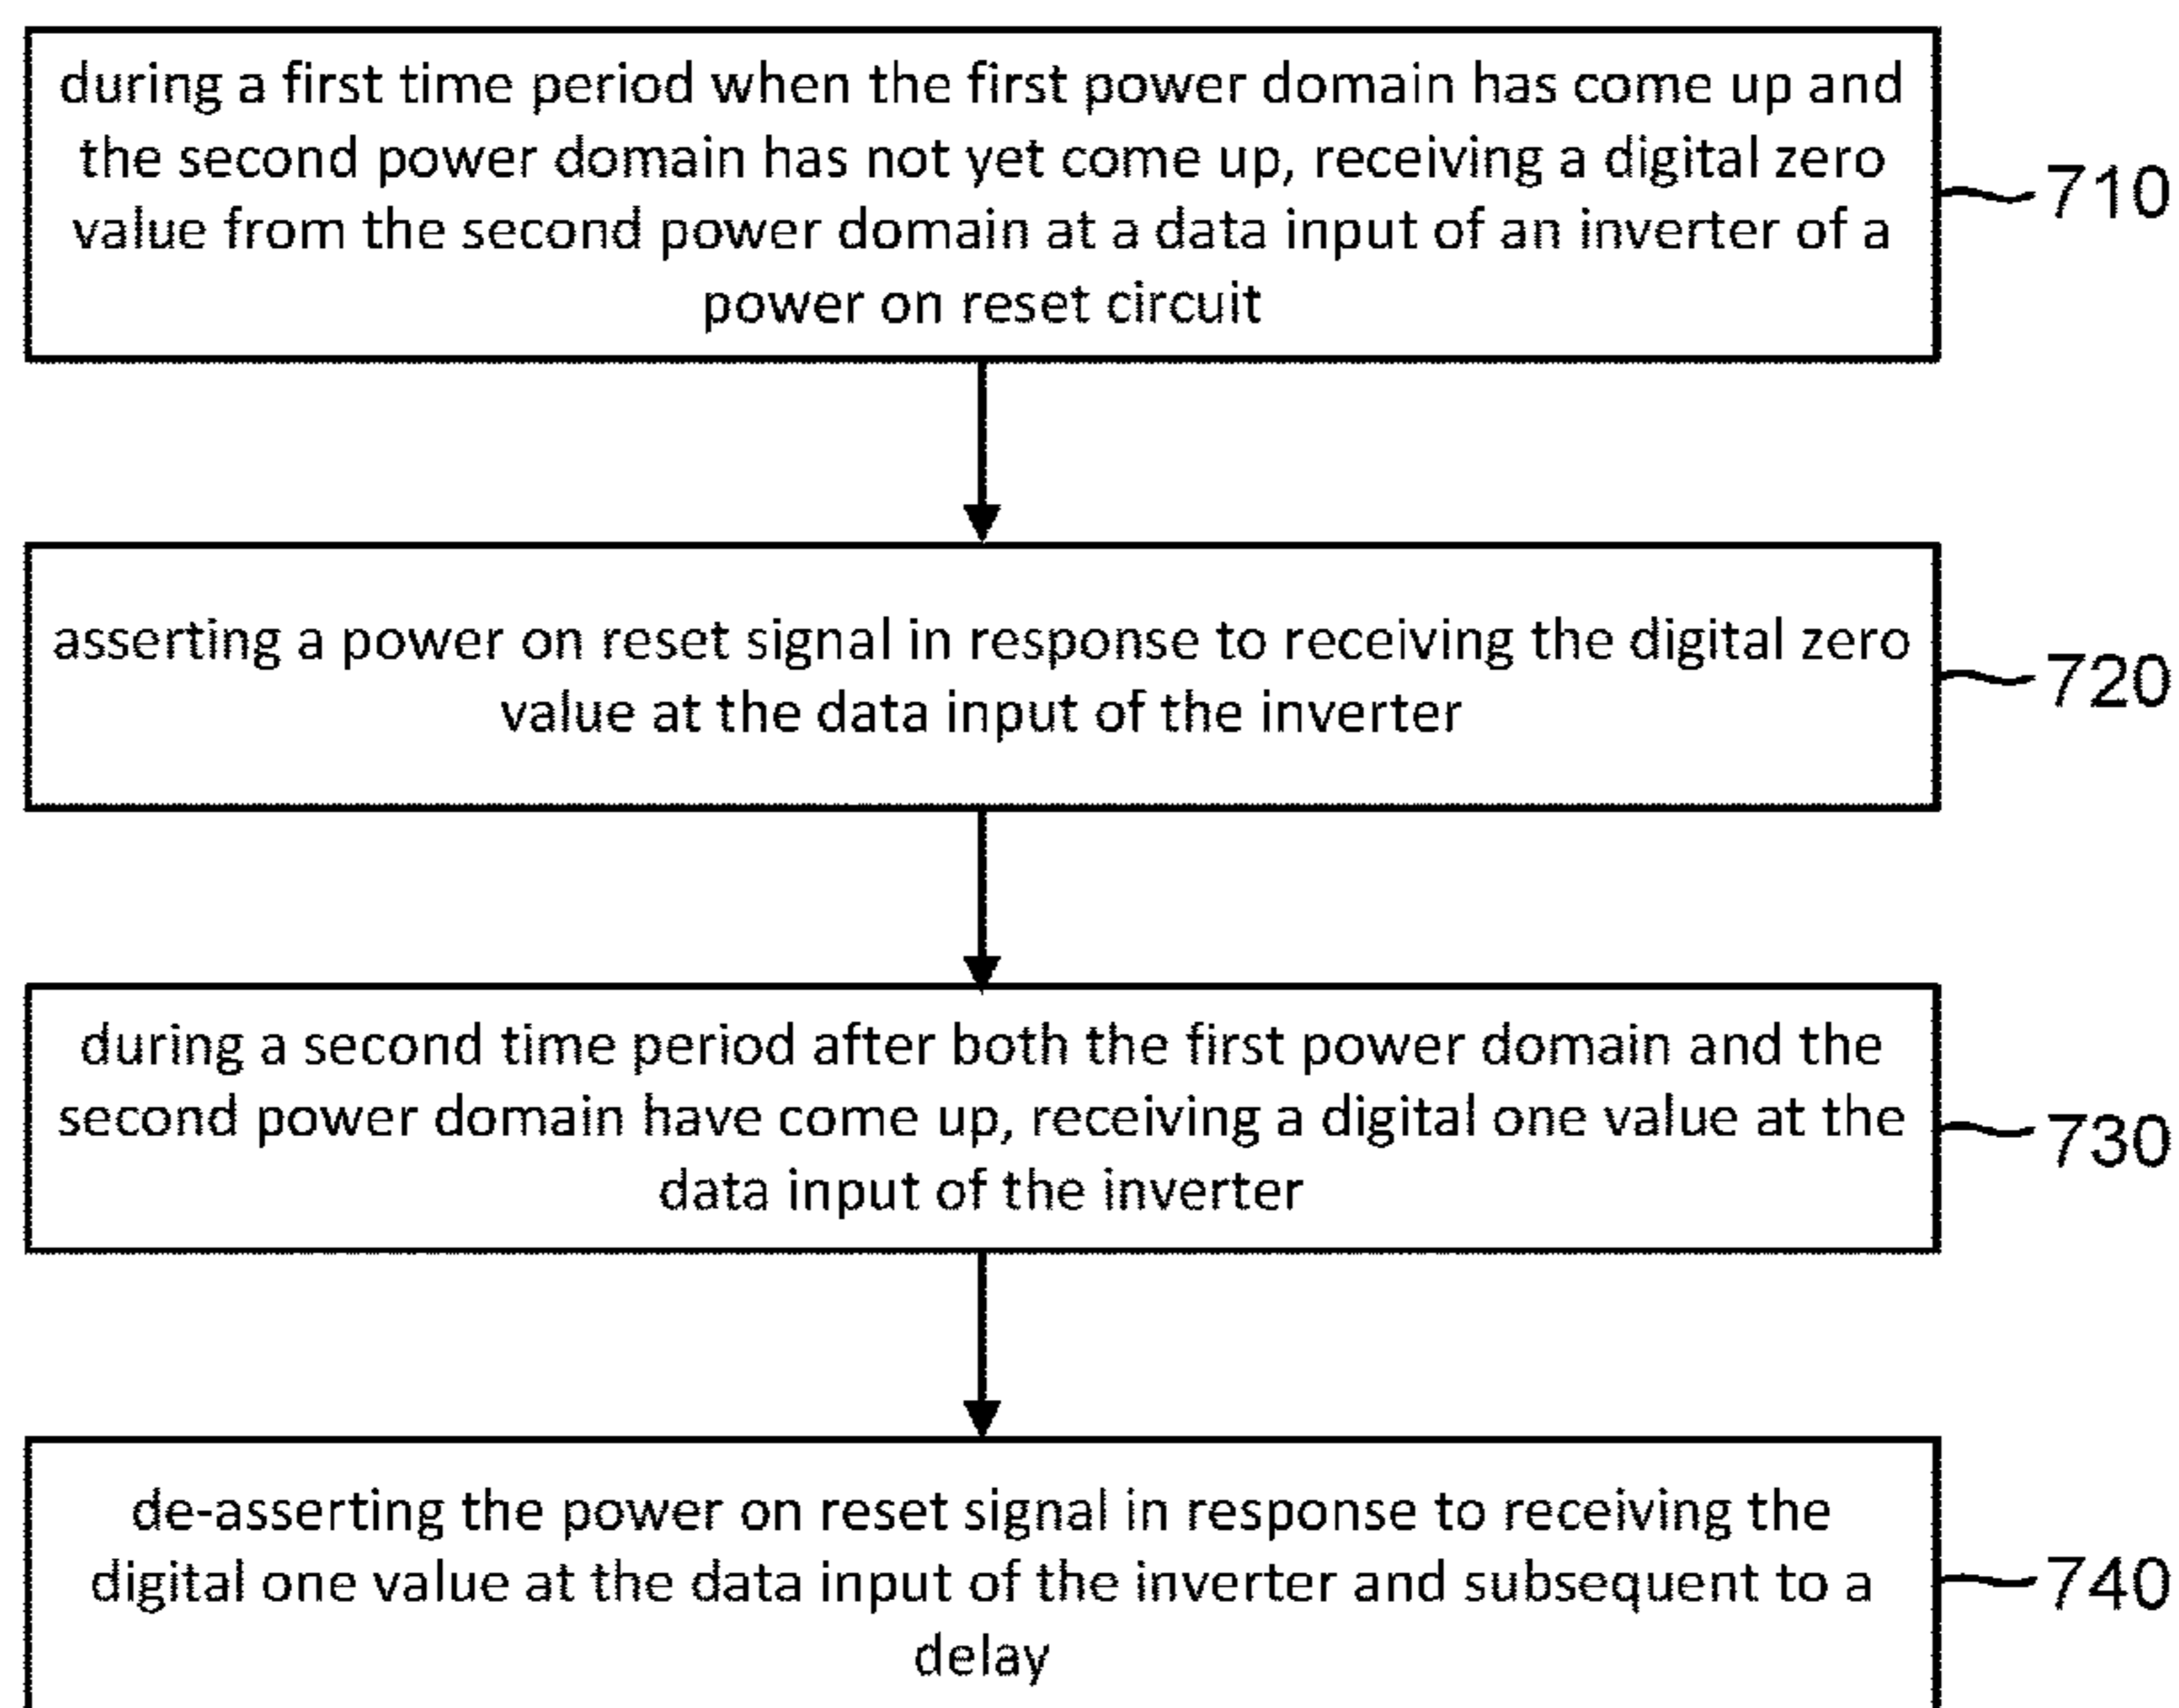 during a first time period when the first power domain has come up and
the second power domain has not yet come up, receiving a digital zero
value from the second power domain at a data input of an inverter of a
power on reset circuit
710
asserting a power on reset signal in response to receiving the digital zero
value at the data input of the inverter
720
during a second time period after both the first power domain and the
second power domain have come up, receiving a digital one value at the
data input of the inverter
730
de-asserting the power on reset signal in response to receiving the
digital one value at the data input of the inverter and subsequent to a
delay
740